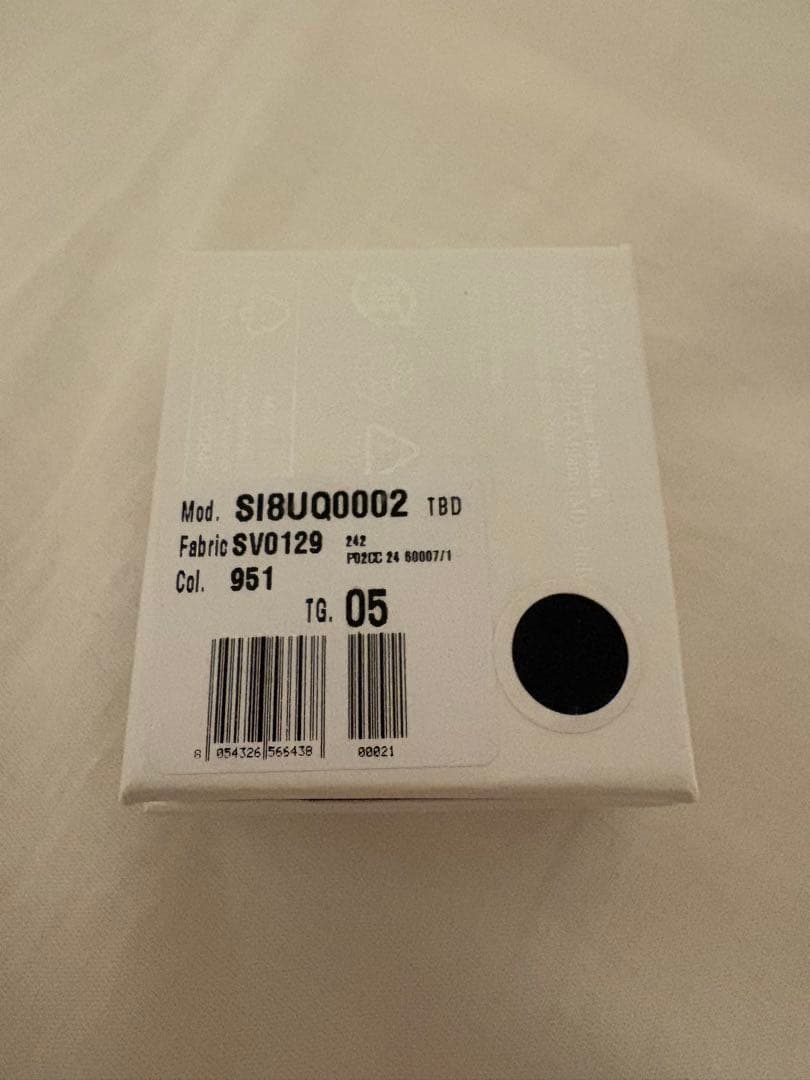 Mod. SI8UQ0002 TBD
Fabric SV0129 242
P02CC 24 60007/1
Col. 951
TG. 05
8 054326 566438 00021